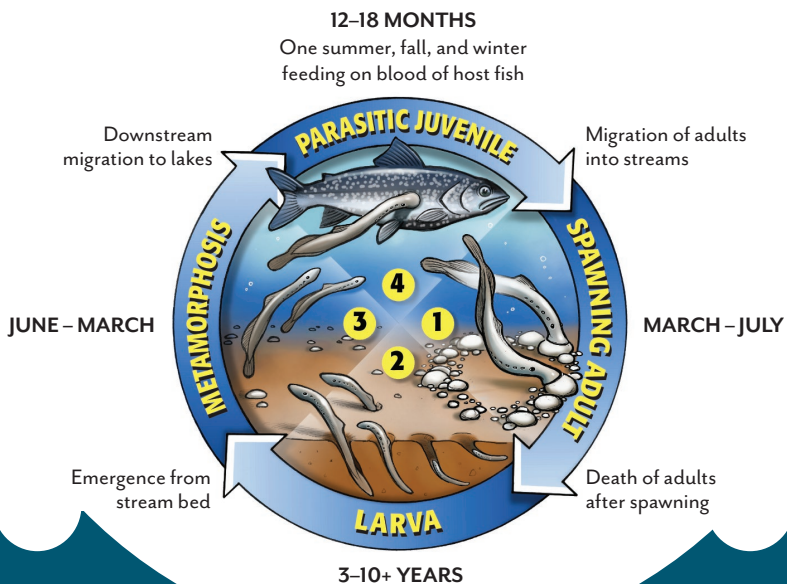 12–18 MONTHS
One summer, fall, and winter
feeding on blood of host fish
Downstream
migration to lakes
PARASITIC JUVENILE
Migration of adults
into streams
METAMORPHOSIS
SPAWNING ADULT
4
3
1
2
JUNE – MARCH
MARCH – JULY
Emergence from
stream bed
LARVA
Death of adults
after spawning
3–10+ YEARS